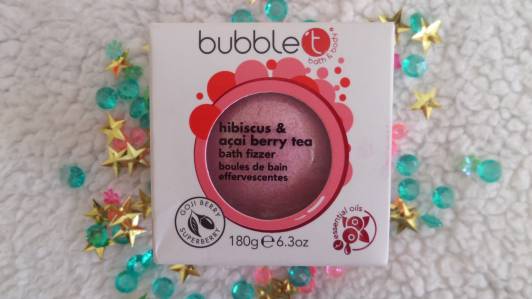 bubble t
bath & body
hibiscus &
açai berry tea
bath fizzer
boules de bain
effervescentes
GOJI BERRY
SUPERBERRY
180g e 6.3oz
essential oils